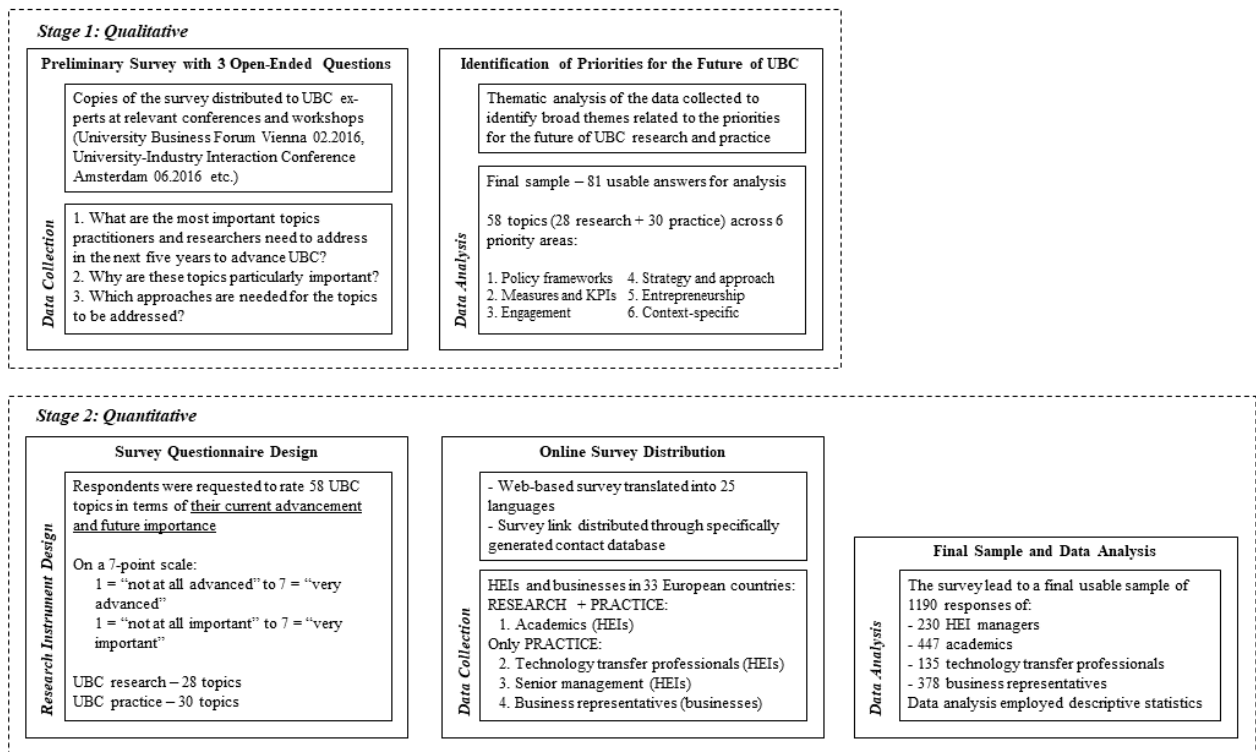 Stage 1: Qualitative
Preliminary Survey with 3 Open-Ended Questions
Copies of the survey distributed to UBC ex-
perts at relevant conferences and workshops
(University Business Forum Vienna 02.2016,
University-Industry Interaction Conference
Amsterdam 06.2016 etc.)
Data Collection
1. What are the most important topics
practitioners and researchers need to address
in the next five years to advance UBC?
2. Why are these topics particularly important?
3. Which approaches are needed for the topics
to be addressed?
Identification of Priorities for the Future of UBC
Thematic analysis of the data collected to
identify broad themes related to the priorities
for the future of UBC research and practice
Data Analysis
Final sample – 81 usable answers for analysis
58 topics (28 research + 30 practice) across 6
priority areas:
1. Policy frameworks 4. Strategy and approach
2. Measures and KPIs 5. Entrepreneurship
3. Engagement 6. Context-specific
Stage 2: Quantitative
Survey Questionnaire Design
Research Instrument Design
Respondents were requested to rate 58 UBC
topics in terms of their current advancement
and future importance
On a 7-point scale:
1 = “not at all advanced” to 7 = “very
advanced”
1 = “not at all important” to 7 = “very
important”
UBC research – 28 topics
UBC practice – 30 topics
Online Survey Distribution
- Web-based survey translated into 25
languages
- Survey link distributed through specifically
generated contact database
Data Collection
HEIs and businesses in 33 European countries:
RESEARCH + PRACTICE:
1. Academics (HEIs)
Only PRACTICE:
2. Technology transfer professionals (HEIs)
3. Senior management (HEIs)
4. Business representatives (businesses)
Final Sample and Data Analysis
Data Analysis
The survey lead to a final usable sample of
1190 responses of:
- 230 HEI managers
- 447 academics
- 135 technology transfer professionals
- 378 business representatives
Data analysis employed descriptive statistics